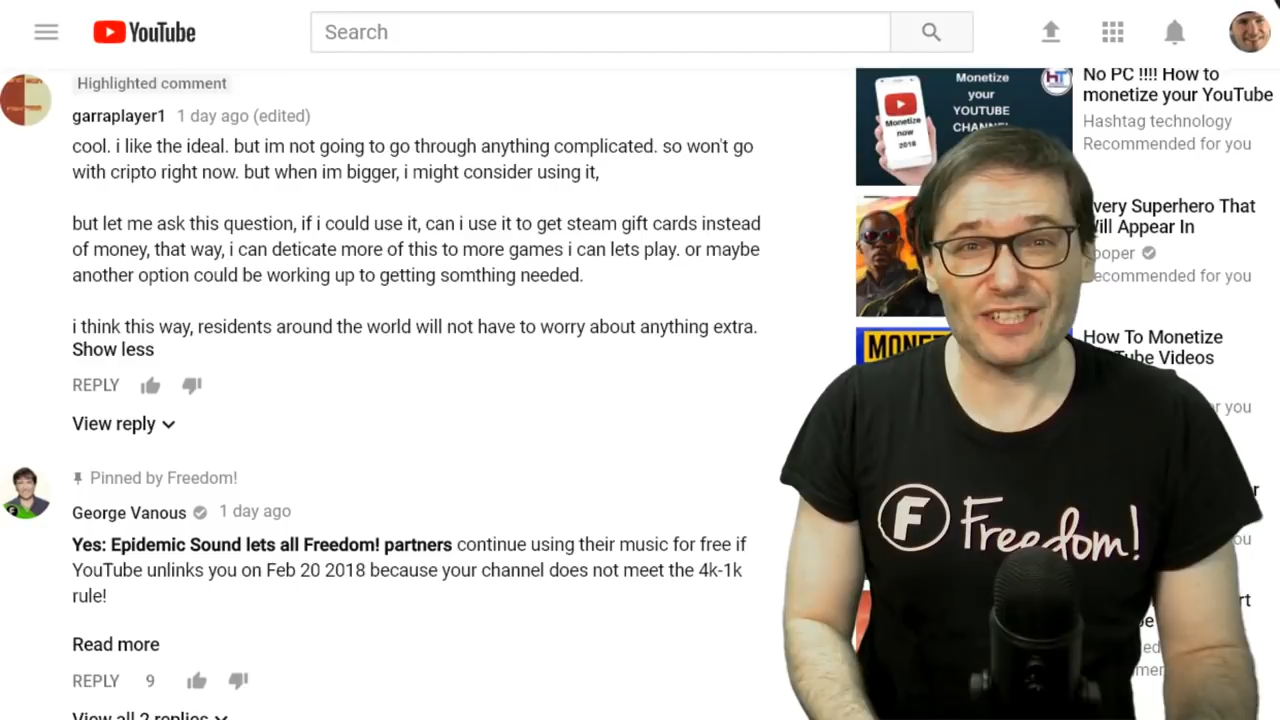 YouTube
Search
Highlighted comment
garraplayer1 1 day ago (edited)
cool. i like the ideal. but im not going to go through anything complicated. so won't go
with cripto right now. but when im bigger, i might consider using it,
but let me ask this question, if i could use it, can i use it to get steam gift cards instead
of money, that way, i can deticate more of this to more games i can lets play. or maybe
another option could be working up to getting somthing needed.
i think this way, residents around the world will not have to worry about anything extra.
Show less
REPLY
View reply
Pinned by Freedom!
George Vanous 1 day ago
Yes: Epidemic Sound lets all Freedom! partners continue using their music for free if
YouTube unlinks you on Feb 20 2018 because your channel does not meet the 4k-1k
rule!
Read more
REPLY 9
View all 2 replies
Monetize
your
YOUTUBE
Monetize
now
2018
HT
No PC !!!! How to
monetize your YouTube
Hashtag technology
Recommended for you
Superhero That
Appear In
Recommended for you
How To Monetize
Videos
for you
F Freedom!